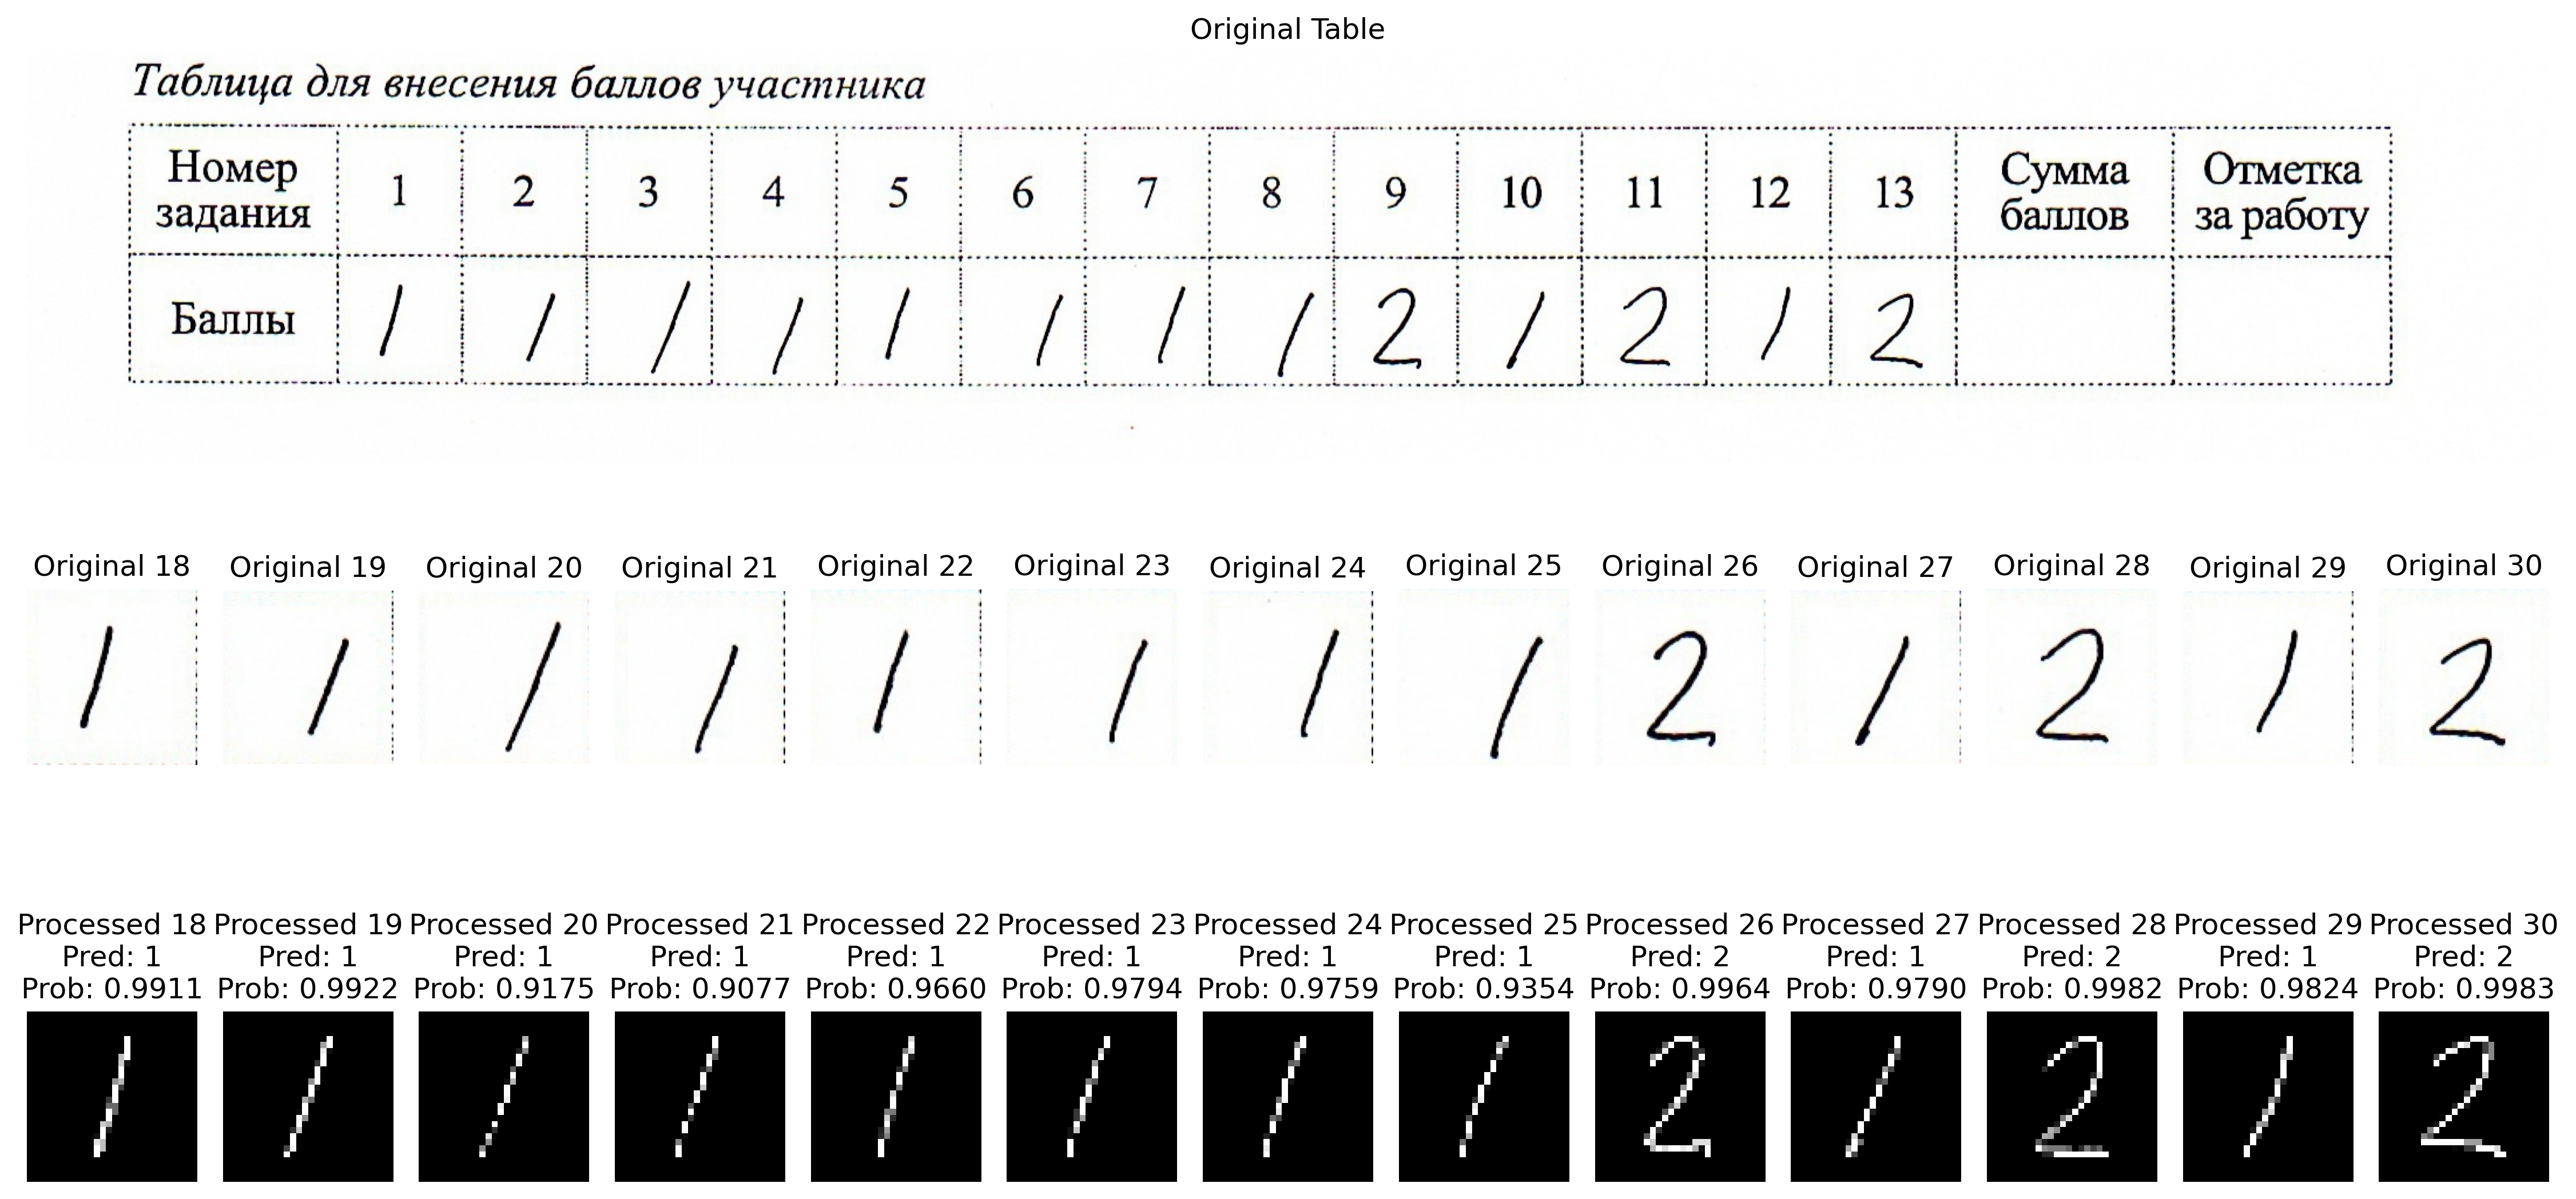 Original Table
Таблица для внесения баллов участника
Номер задания 1 2 3 4 5 6 7 8 9 10 11 12 13 Сумма баллов Отметка за работу
Баллы 1 1 1 1 1 1 1 1 2 1 2 1 2
Original 18 Original 19 Original 20 Original 21 Original 22 Original 23 Original 24 Original 25 Original 26 Original 27 Original 28 Original 29 Original 30
1 1 1 1 1 1 1 1 2 1 2 1 2
Processed 18 Processed 19 Processed 20 Processed 21 Processed 22 Processed 23 Processed 24 Processed 25 Processed 26 Processed 27 Processed 28 Processed 29 Processed 30
Pred: 1 Pred: 1 Pred: 1 Pred: 1 Pred: 1 Pred: 1 Pred: 1 Pred: 1 Pred: 2 Pred: 1 Pred: 2 Pred: 1 Pred: 2
Prob: 0.9911 Prob: 0.9922 Prob: 0.9175 Prob: 0.9077 Prob: 0.9660 Prob: 0.9794 Prob: 0.9759 Prob: 0.9354 Prob: 0.9964 Prob: 0.9790 Prob: 0.9982 Prob: 0.9824 Prob: 0.9983
1 1 1 1 1 1 1 1 2 1 2 1 2